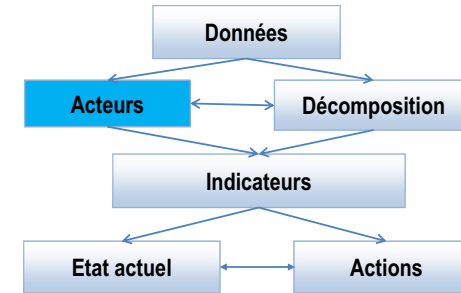 Données
Acteurs
Décomposition
Indicateurs
Etat actuel
Actions